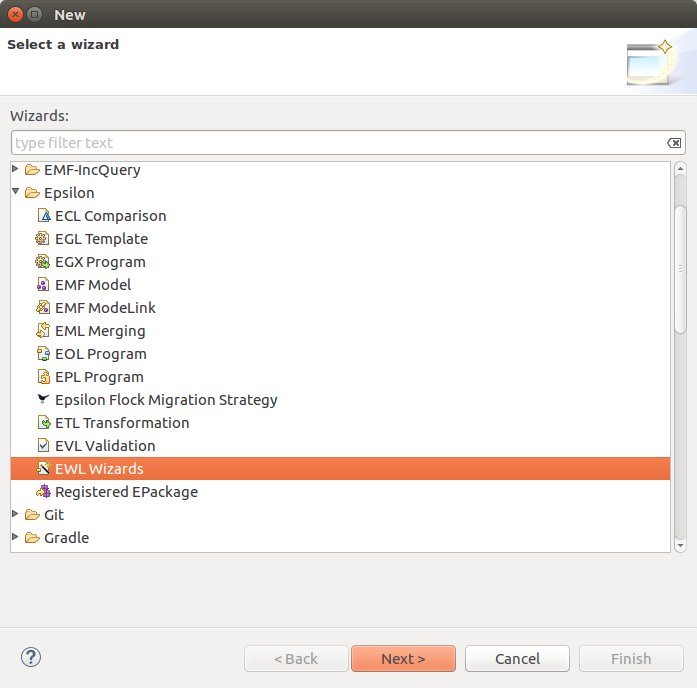 New
Select a wizard
Wizards:
type filter text
EMF-IncQuery
Epsilon
ECL Comparison
EGL Template
EGX Program
EMF Model
EMF ModeLink
EML Merging
EOL Program
EPL Program
Epsilon Flock Migration Strategy
ETL Transformation
EVL Validation
EWL Wizards
Registered EPackage
Git
Gradle
? < Back Next > Cancel Finish